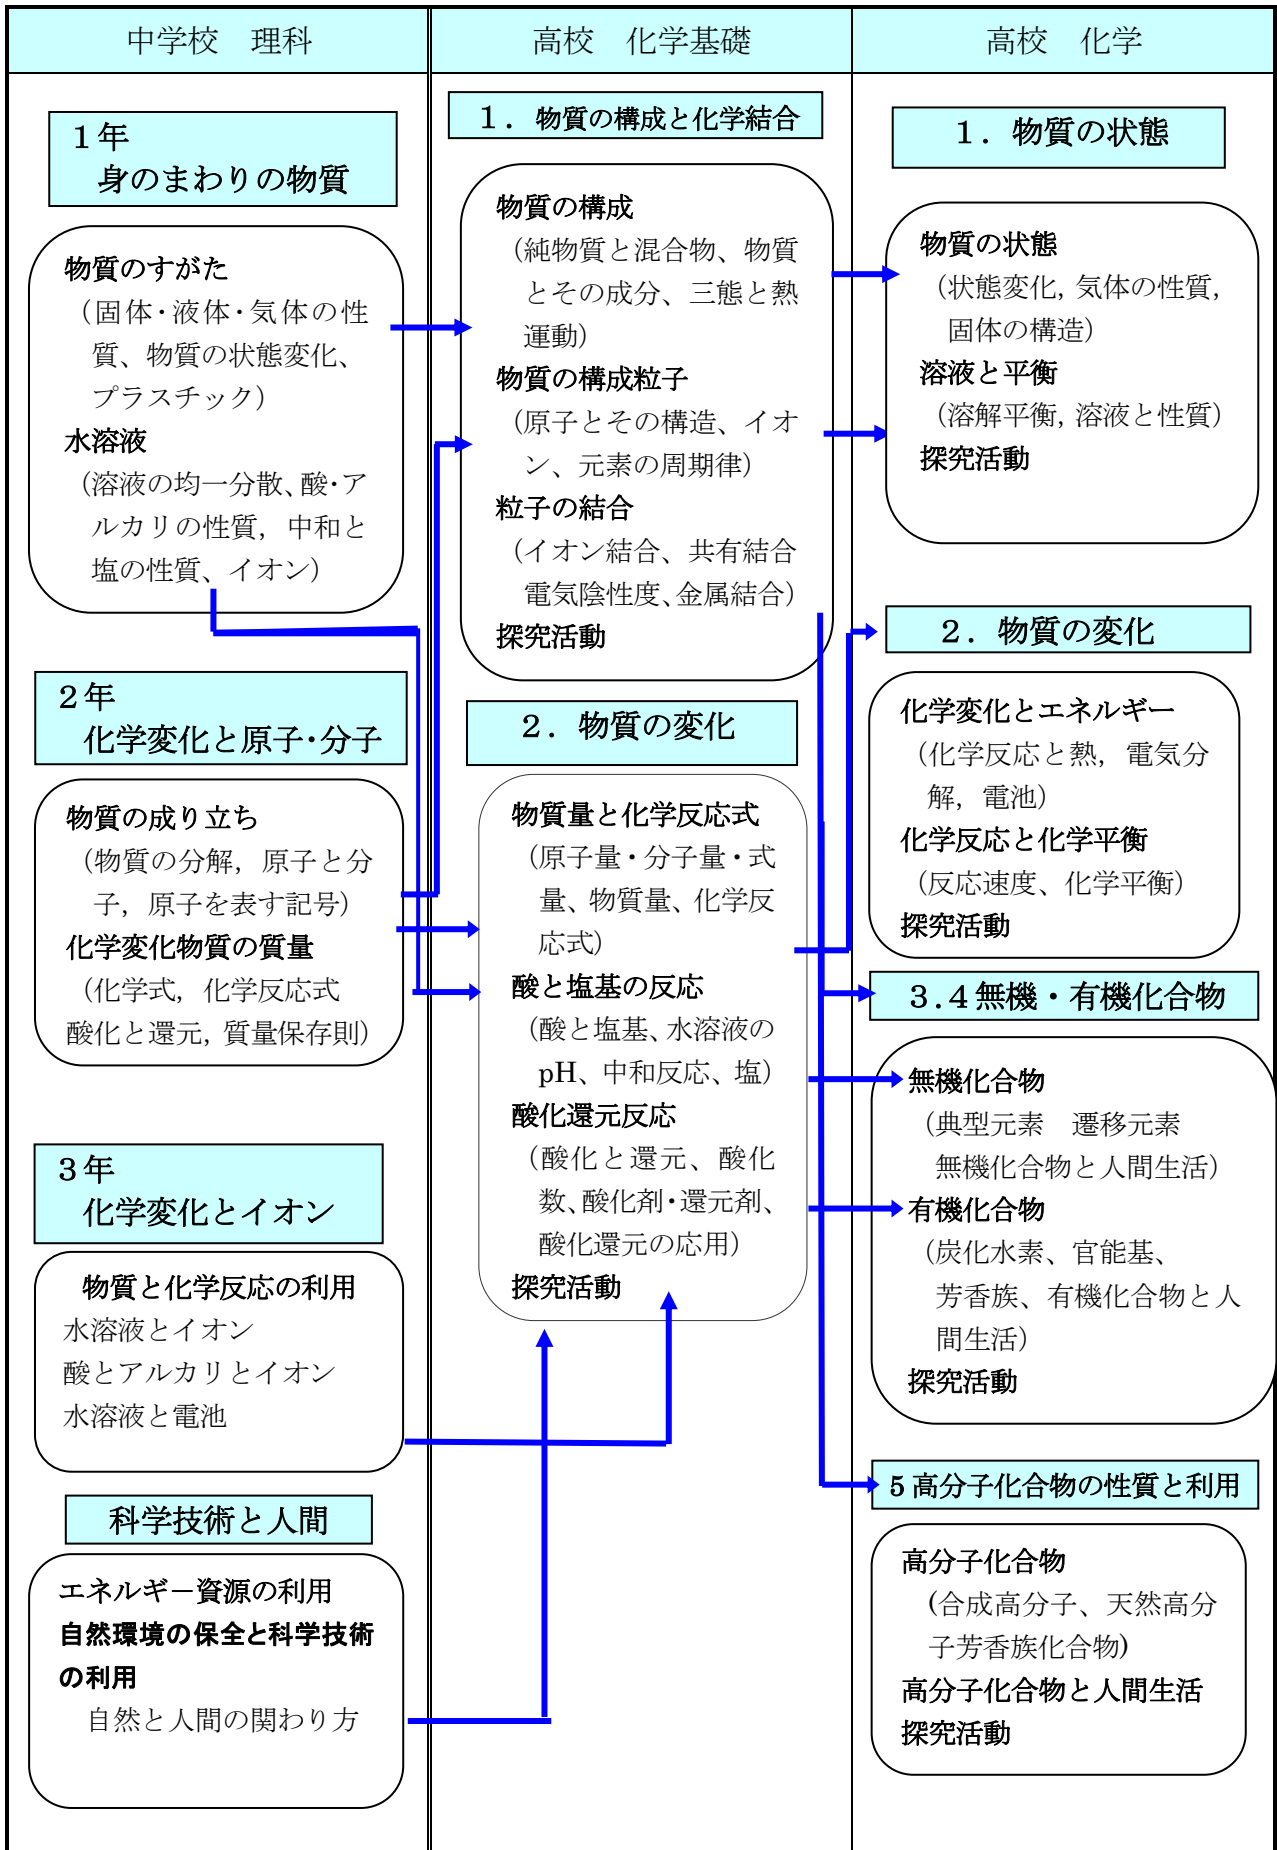 中学校　理科
高校　化学基礎
高校　化学
１年
身のまわりの物質
物質のすがた
（固体・液体・気体の性
質、物質の状態変化、
プラスチック）
水溶液
（溶液の均一分散、酸・ア
ルカリの性質，中和と
塩の性質、イオン）
２年
化学変化と原子・分子
物質の成り立ち
（物質の分解，原子と分
子，原子を表す記号）
化学変化物質の質量
（化学式，化学反応式
酸化と還元，質量保存則）
３年
化学変化とイオン
物質と化学反応の利用
水溶液とイオン
酸とアルカリとイオン
水溶液と電池
科学技術と人間
エネルギー資源の利用
自然環境の保全と科学技術
の利用
自然と人間の関わり方
１．物質の構成と化学結合
物質の構成
（純物質と混合物、物質
とその成分、三態と熱
運動）
物質の構成粒子
（原子とその構造、イオ
ン、元素の周期律）
粒子の結合
（イオン結合、共有結合
電気陰性度、金属結合）
探究活動
２．物質の変化
物質量と化学反応式
（原子量・分子量・式
量、物質量、化学反
応式）
酸と塩基の反応
（酸と塩基、水溶液の
pH、中和反応、塩）
酸化還元反応
（酸化と還元、酸化
数、酸化剤・還元剤、
酸化還元の応用）
探究活動
１．物質の状態
物質の状態
（状態変化，気体の性質，
固体の構造）
溶液と平衡
（溶解平衡，溶液と性質）
探究活動
２．物質の変化
化学変化とエネルギー
（化学反応と熱，電気分
解，電池）
化学反応と化学平衡
（反応速度、化学平衡）
探究活動
３.４無機・有機化合物
無機化合物
（典型元素　遷移元素
無機化合物と人間生活）
有機化合物
（炭化水素、官能基、
芳香族、有機化合物と人
間生活）
探究活動
５高分子化合物の性質と利用
高分子化合物
(合成高分子、天然高分
子芳香族化合物)
高分子化合物と人間生活
探究活動